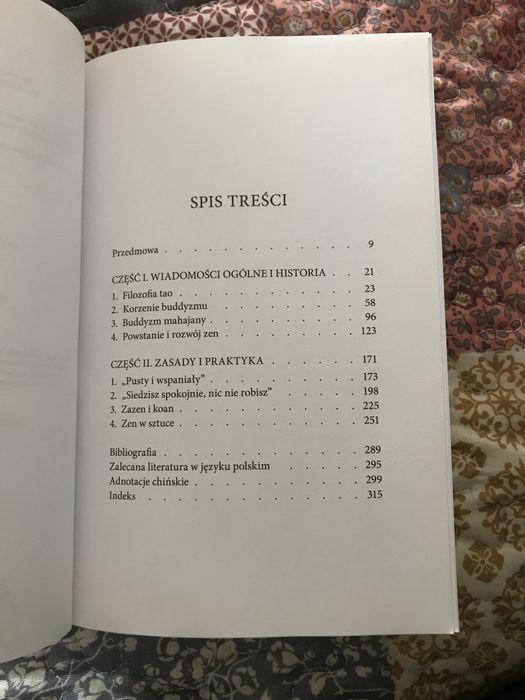 SPIS TREŚCI
Przedmowa . . . . . . . . . . . . . 9
CZĘŚĆ I. WIADOMOŚCI OGÓLNE I HISTORIA . . 21
1. Filozofia tao . . . . . . . . . . . . 23
2. Korzenie buddyzmu . . . . . . . . . 58
3. Buddyzm mahajany . . . . . . . . . 96
4. Powstanie i rozwój zen . . . . . . . . 123
CZĘŚĆ II. ZASADY I PRAKTYKA . . . . . . 171
1. „Pusty i wspaniały” . . . . . . . . . 173
2. „Siedzisz spokojnie, nic nie robisz” . . . . . 198
3. Zazen i koan . . . . . . . . . . . 225
4. Zen w sztuce . . . . . . . . . . . 251
Bibliografia . . . . . . . . . . . . 289
Zalecana literatura w języku polskim . . . . . 295
Adnotacje chińskie . . . . . . . . . . 299
Indeks . . . . . . . . . . . . . 315